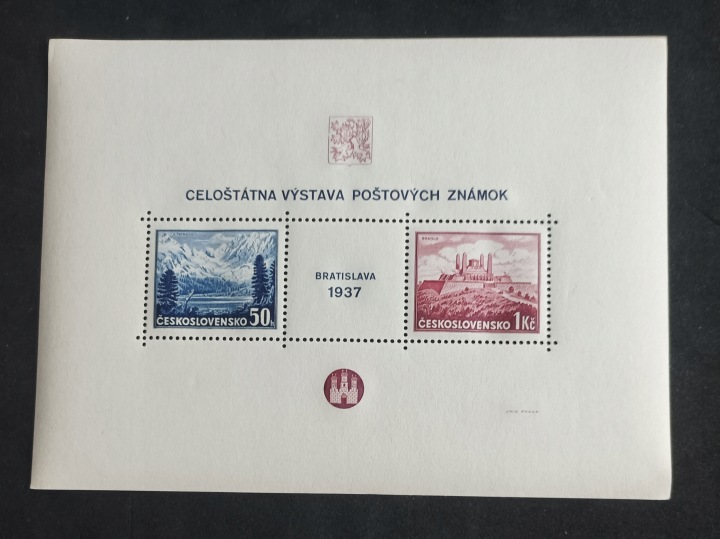 CELOŠTÁTNA VÝSTAVA POŠTOVÝCH ZNÁMOK
BRATISLAVA
1937
ČESKOSLOVENSKO 50h
ČESKOSLOVENSKO 1Kč